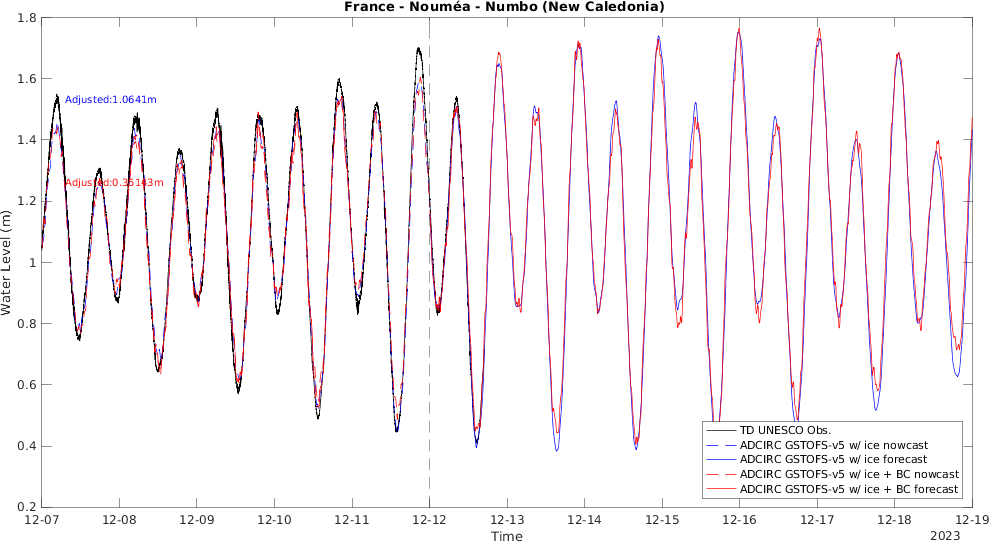 France - Nouméa - Numbo (New Caledonia)
1.8
1.6
1.4
1.2
1
0.8
0.6
0.4
0.2
Water Level (m)
Adjusted:1.0641m
Adjusted:0.35143m
TD UNESCO Obs.
ADCIRC GSTOFS-v5 w/ ice nowcast
ADCIRC GSTOFS-v5 w/ ice forecast
ADCIRC GSTOFS-v5 w/ ice + BC nowcast
ADCIRC GSTOFS-v5 w/ ice + BC forecast
12-07 12-08 12-09 12-10 12-11 12-12 12-13 12-14 12-15 12-16 12-17 12-18 12-19
Time
2023